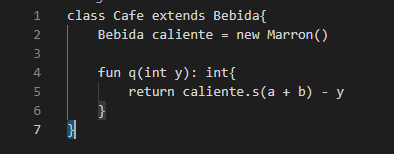 1 class Cafe extends Bebida{
2     Bebida caliente = new Marron()
3
4     fun q(int y): int{
5         return caliente.s(a + b) - y
6     }
7 }